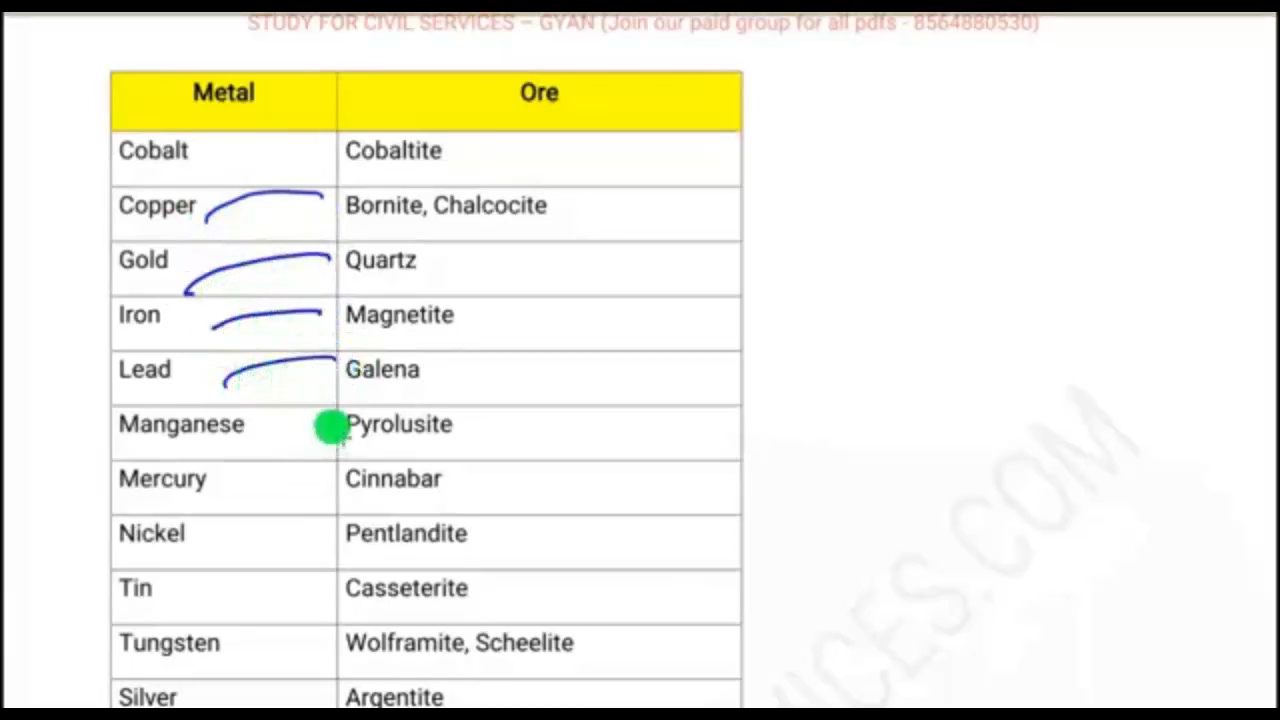 STUDY FOR CIVIL SERVICES – GYAN (Join our paid group for all pdfs - 8564880530)
Metal Ore
Cobalt Cobaltite
Copper Bornite, Chalcocite
Gold Quartz
Iron Magnetite
Lead Galena
Manganese Pyrolusite
Mercury Cinnabar
Nickel Pentlandite
Tin Casseterite
Tungsten Wolframite, Scheelite
Silver Argentite
VICES.COM